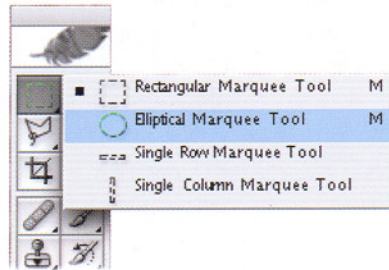 Rectangular Marquee Tool M
Elliptical Marquee Tool M
Single Row Marquee Tool
Single Column Marquee Tool